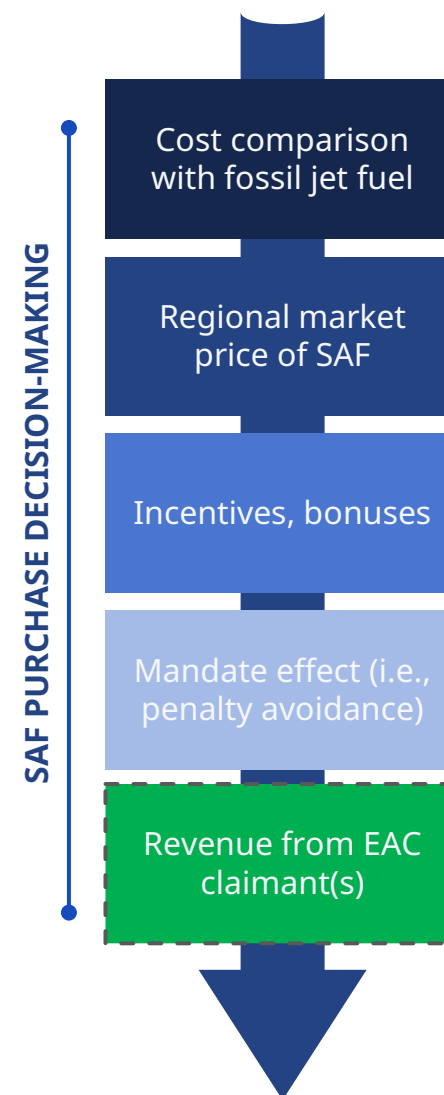 SAF PURCHASE DECISION-MAKING
Cost comparison
with fossil jet fuel
Regional market
price of SAF
Incentives, bonuses
Mandate effect (i.e.,
penalty avoidance)
Revenue from EAC
claimant(s)